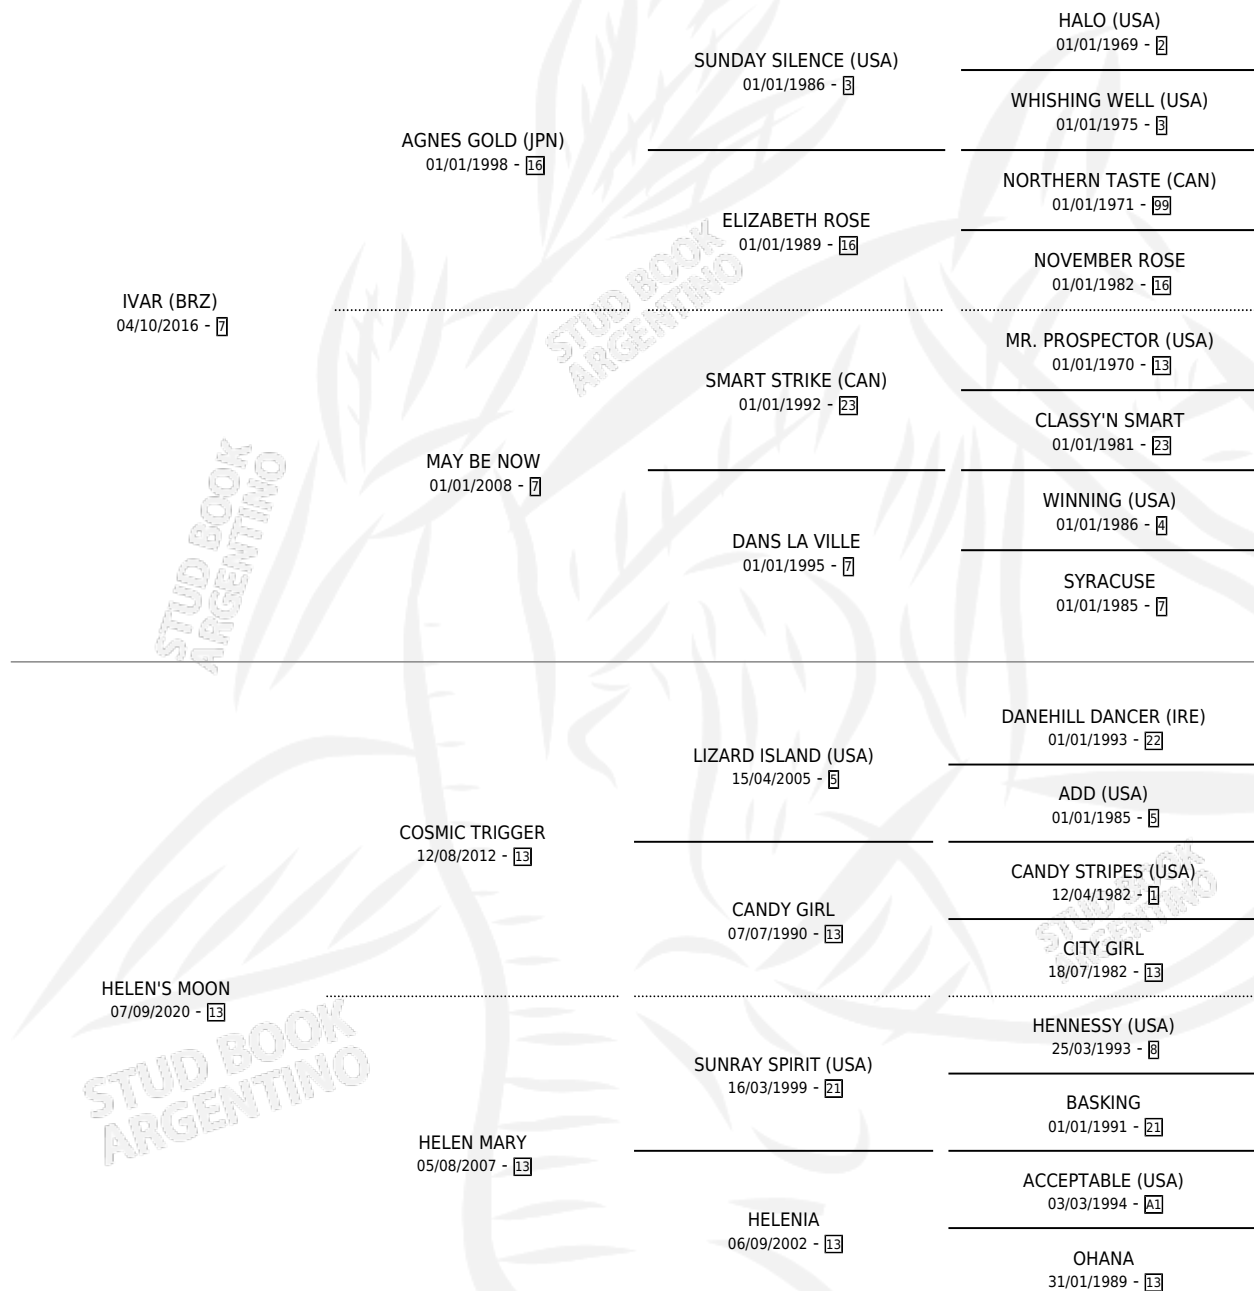 HALO (USA)
01/01/1969 - 2
SUNDAY SILENCE (USA)
01/01/1986 - 3
WHISHING WELL (USA)
01/01/1975 - 3
AGNES GOLD (JPN)
01/01/1998 - 16
NORTHERN TASTE (CAN)
01/01/1971 - 99
ELIZABETH ROSE
01/01/1989 - 16
NOVEMBER ROSE
01/01/1982 - 16
IVAR (BRZ)
04/10/2016 - 7
MR. PROSPECTOR (USA)
01/01/1970 - 13
SMART STRIKE (CAN)
01/01/1992 - 23
CLASSY'N SMART
01/01/1981 - 23
MAY BE NOW
01/01/2008 - 7
WINNING (USA)
01/01/1986 - 4
DANS LA VILLE
01/01/1995 - 7
SYRACUSE
01/01/1985 - 7
STUD BOOK
ARGENTINO
STUD BOOK
ARGENTINO
DANEHILL DANCER (IRE)
01/01/1993 - 22
LIZARD ISLAND (USA)
15/04/2005 - 5
ADD (USA)
01/01/1985 - 5
COSMIC TRIGGER
12/08/2012 - 13
CANDY STRIPES (USA)
12/04/1982 - 1
CANDY GIRL
07/07/1990 - 13
CITY GIRL
18/07/1982 - 13
STUD BOOK
ARGENTINO
HELEN'S MOON
07/09/2020 - 13
HENNESSY (USA)
25/03/1993 - 8
SUNRAY SPIRIT (USA)
16/03/1999 - 21
BASKING
01/01/1991 - 21
HELEN MARY
05/08/2007 - 13
ACCEPTABLE (USA)
03/03/1994 - A1
HELENIA
06/09/2002 - 13
OHANA
31/01/1989 - 13
STUD BOOK
ARGENTINO